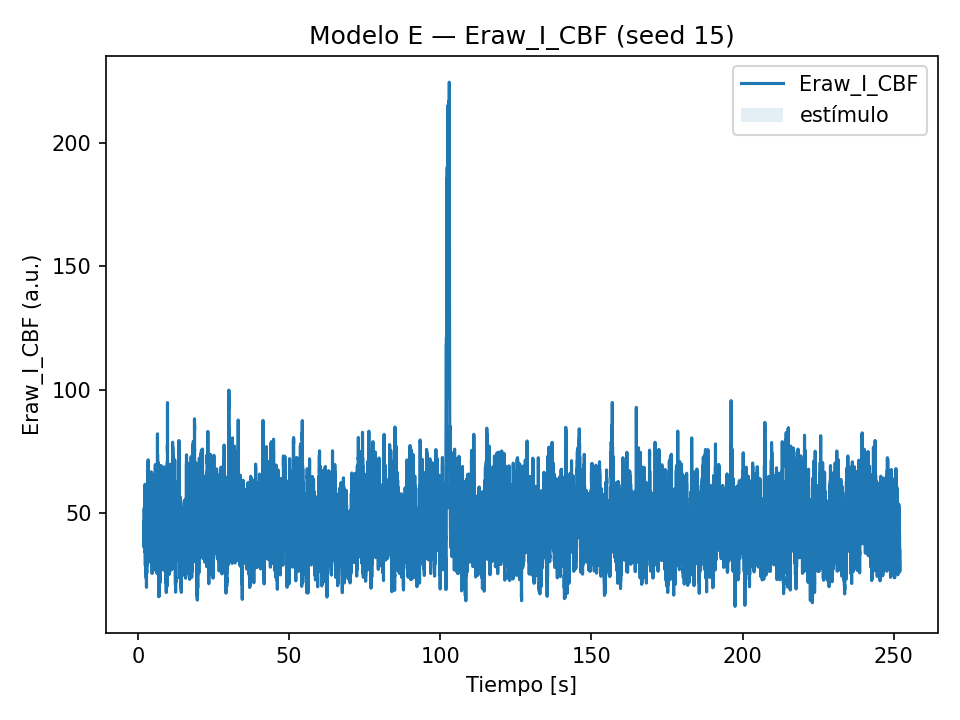 Modelo E — Eraw_I_CBF (seed 15)
Eraw_I_CBF
estímulo
Eraw_I_CBF (a.u.)
200
150
100
50
0 50 100 150 200 250
Tiempo [s]